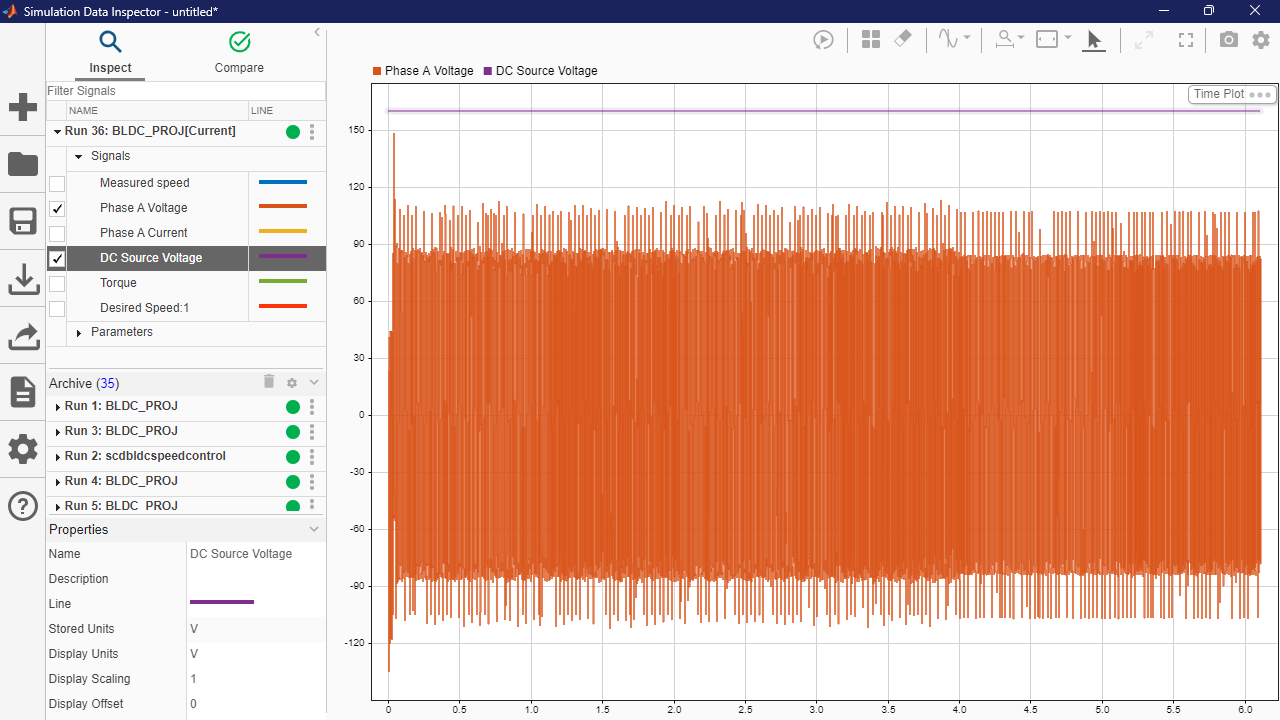 Simulation Data Inspector - untitled*
Inspect
Compare
Filter Signals
NAME
LINE
Run 36: BLDC_PROJ[Current]
Signals
Measured speed
Phase A Voltage
Phase A Current
DC Source Voltage
Torque
Desired Speed:1
Parameters
Archive (35)
Run 1: BLDC_PROJ
Run 3: BLDC_PROJ
Run 2: scdbldcspeedcontrol
Run 4: BLDC_PROJ
Run 5: BLDC_PROJ
Properties
Name DC Source Voltage
Description
Line
Stored Units V
Display Units V
Display Scaling 1
Display Offset 0
Phase A Voltage DC Source Voltage
Time Plot
150
120
90
60
30
0
-30
-60
-90
-120
0 0.5 1.0 1.5 2.0 2.5 3.0 3.5 4.0 4.5 5.0 5.5 6.0